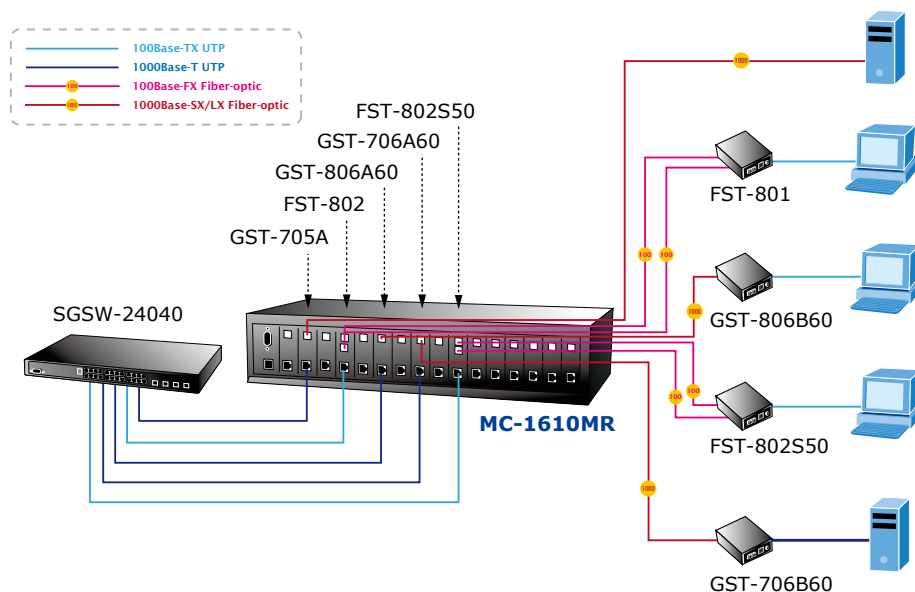 100Base-TX UTP
1000Base-T UTP
100
100Base-FX Fiber-optic
1000
1000Base-SX/LX Fiber-optic
FST-802S50
GST-706A60
GST-806A60
FST-802
GST-705A
SGSW-24040
MC-1610MR
1000
FST-801
100
100
1000
GST-806B60
100
100
FST-802S50
1000
GST-706B60